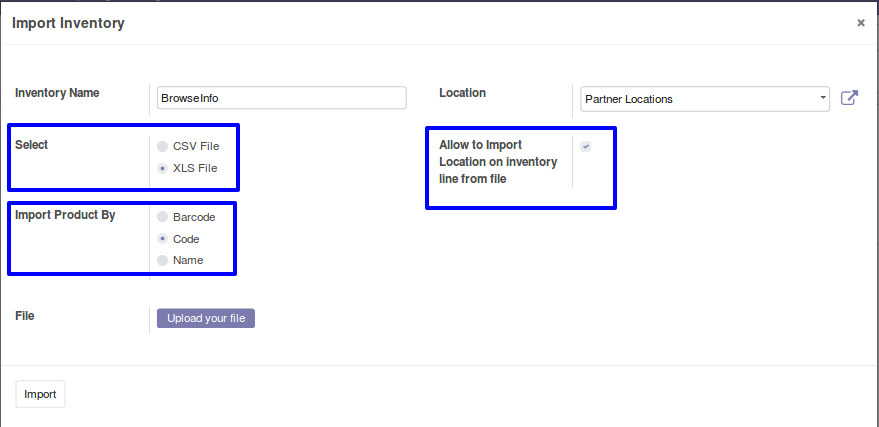 Import Inventory
×
Inventory Name
BrowseInfo
Location
Partner Locations
Select
CSV File
XLS File
Allow to Import
Location on inventory
line from file
Import Product By
Barcode
Code
Name
File
Upload your file
Import